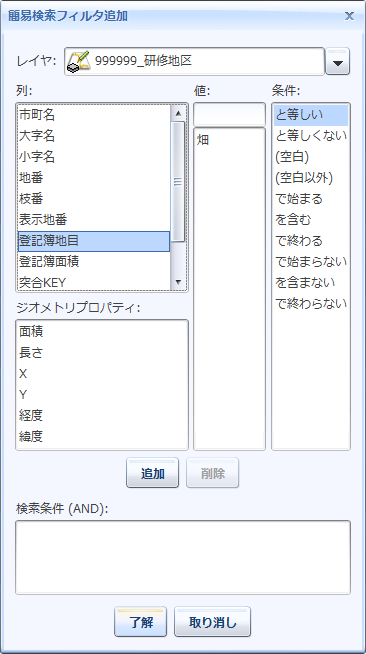 簡易検索フィルタ追加
レイヤ: 999999_研修地区
列:
市町名
大字名
小字名
地番
枝番
表示地番
登記簿地目
登記簿面積
突合KEY
ジオメトリプロパティ:
面積
長さ
X
Y
経度
緯度
値:
畑
条件:
と等しい
と等しくない
(空白)
(空白以外)
で始まる
を含む
で終わる
で始まらない
を含まない
で終わらない
追加
削除
検索条件 (AND):
了解
取り消し